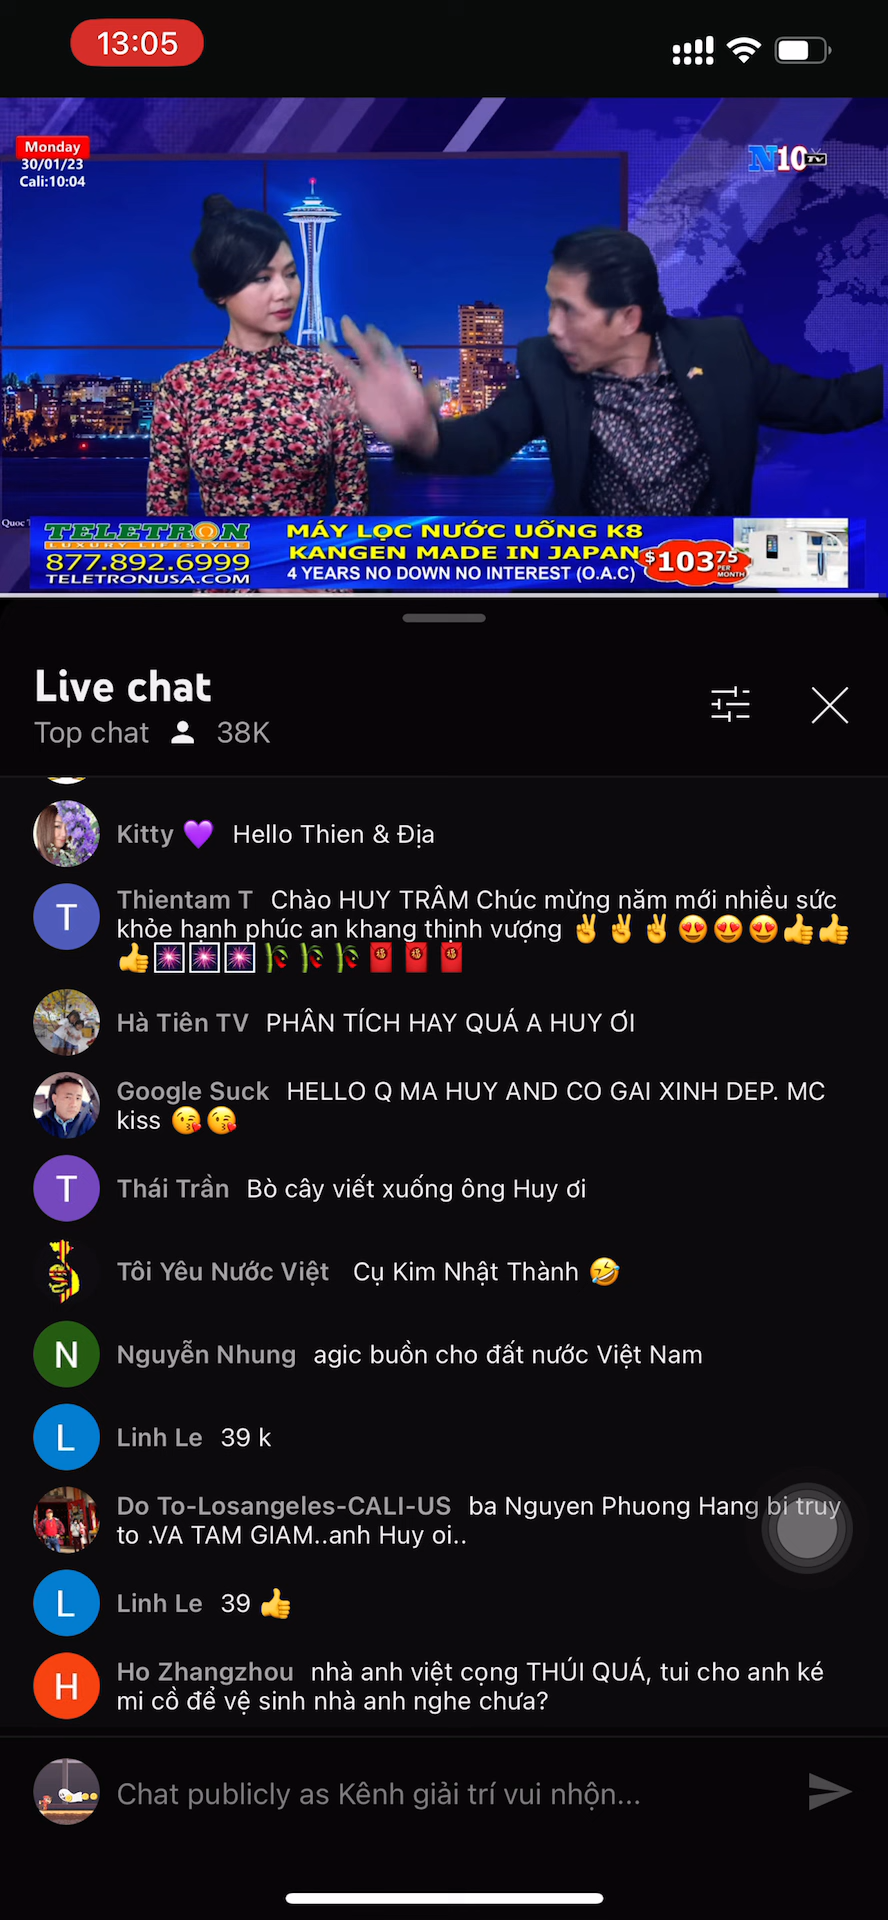 13:05
Monday
30/01/23
Cali:10:04
N10 TV
Quoc T
TELETRON
LUXURY LIFESTYLE
877.892.6999
TELETRONUSA.COM
MÁY LỌC NƯỚC UỐNG K8
KANGEN MADE IN JAPAN
4 YEARS NO DOWN NO INTEREST (O.A.C)
$103.75 PER MONTH
Live chat
Top chat 38K
Kitty 💜 Hello Thien & Địa
Thientam T Chào HUY TRÂM Chúc mừng năm mới nhiều sức
khỏe hạnh phúc an khang thịnh vượng ✌️✌️✌️😍😍😍👍👍
👍🎆🎆🎆🎋🎋🎋🧧🧧🧧
T
Hà Tiên TV PHÂN TÍCH HAY QUÁ A HUY ƠI
Google Suck HELLO Q MA HUY AND CO GAI XINH DEP. MC
kiss 😘😘
T
Thái Trần Bò cây viết xuống ông Huy ơi
Tôi Yêu Nước Việt Cụ Kim Nhật Thành 🤣
N
Nguyễn Nhung agic buồn cho đất nước Việt Nam
L
Linh Le 39 k
Do To-Losangeles-CALI-US ba Nguyen Phuong Hang bi truy
to .VA TAM GIAM..anh Huy oi..
L
Linh Le 39 👍
H
Ho Zhangzhou nhà anh việt cọng THÚI QUÁ, tui cho anh ké
mi cồ để vệ sinh nhà anh nghe chưa?
Chat publicly as Kênh giải trí vui nhộn...